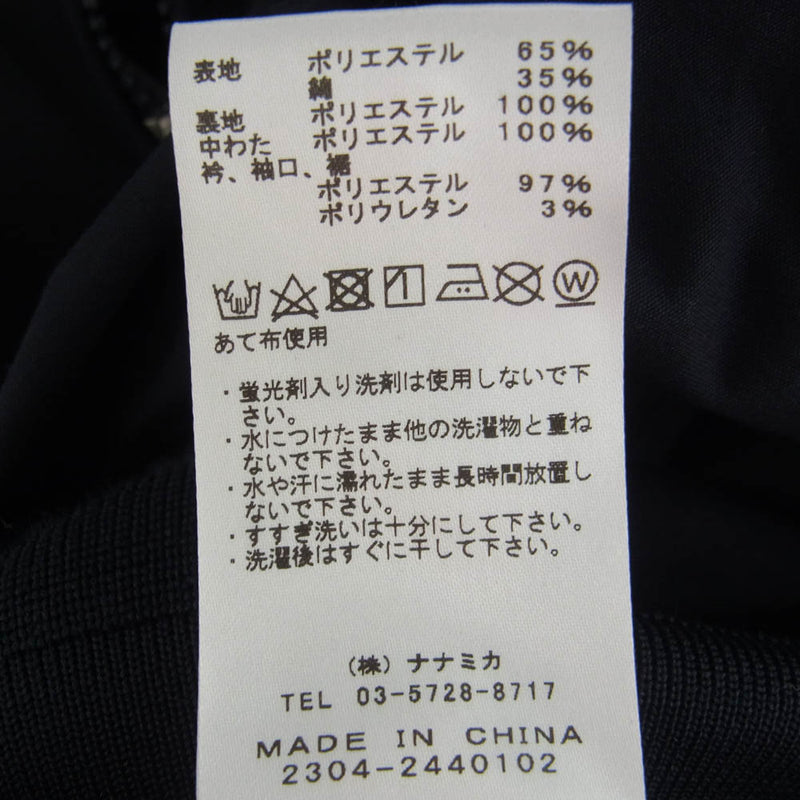 表地 ポリエステル 65%
綿 35%
裏地 ポリエステル 100%
中わた ポリエステル 100%
衿、袖口、裾
ポリエステル 97%
ポリウレタン 3%
W
あて布使用
・蛍光剤入り洗剤は使用しないで下
さい。
・水につけたまま他の洗濯物と重ね
ないで下さい。
・水や汗に濡れたまま長時間放置し
ないで下さい。
・すすぎ洗いは十分にして下さい。
・洗濯後はすぐに干して下さい。
(株)ナナミカ
TEL 03-5728-8717
MADE IN CHINA
2304-2440102